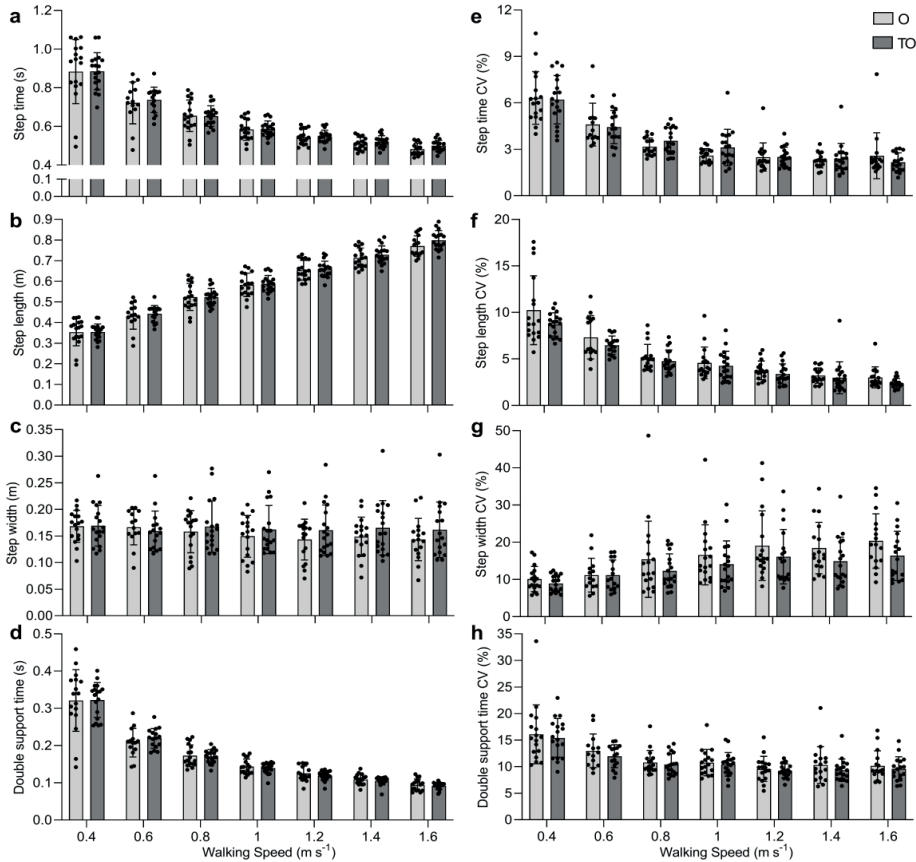 a
Step time (s)
1.2
1.0
0.8
0.6
0.4
0.1
0.0
b
Step length (m)
0.9
0.8
0.7
0.6
0.5
0.4
0.3
0.2
0.1
0.0
c
Step width (m)
0.35
0.30
0.25
0.20
0.15
0.10
0.05
0.00
d
Double support time (s)
0.5
0.4
0.3
0.2
0.1
0.0
0.4 0.6 0.8 1 1.2 1.4 1.6
Walking Speed (m s⁻¹)
e
Step time CV (%)
12
9
6
3
0
O
TO
f
Step length CV (%)
20
15
10
5
0
g
Step width CV (%)
50
40
30
20
10
0
h
Double support time CV (%)
35
30
25
20
15
10
5
0
0.4 0.6 0.8 1 1.2 1.4 1.6
Walking Speed (m s⁻¹)